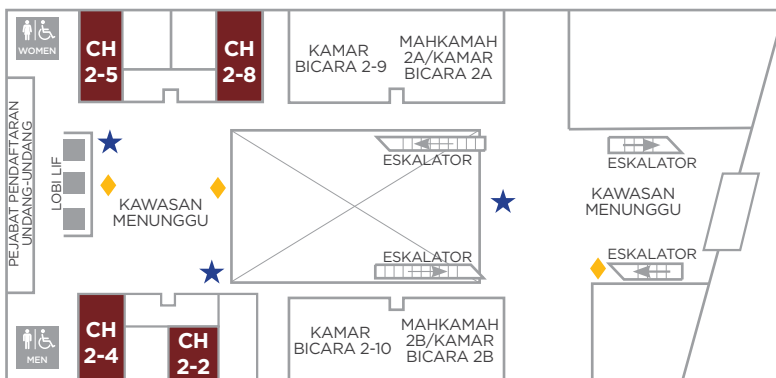 WOMEN
CH
2-5
CH
2-8
KAMAR
BICARA 2-9
MAHKAMAH
2A/KAMAR
BICARA 2A
PEJABAT PENDAFTARAN
UNDANG-UNDANG
LOBI LIF
KAWASAN
MENUNGGU
ESKALATOR
ESKALATOR
KAWASAN
MENUNGGU
ESKALATOR
ESKALATOR
MEN
CH
2-4
CH
2-2
KAMAR
BICARA 2-10
MAHKAMAH
2B/KAMAR
BICARA 2B